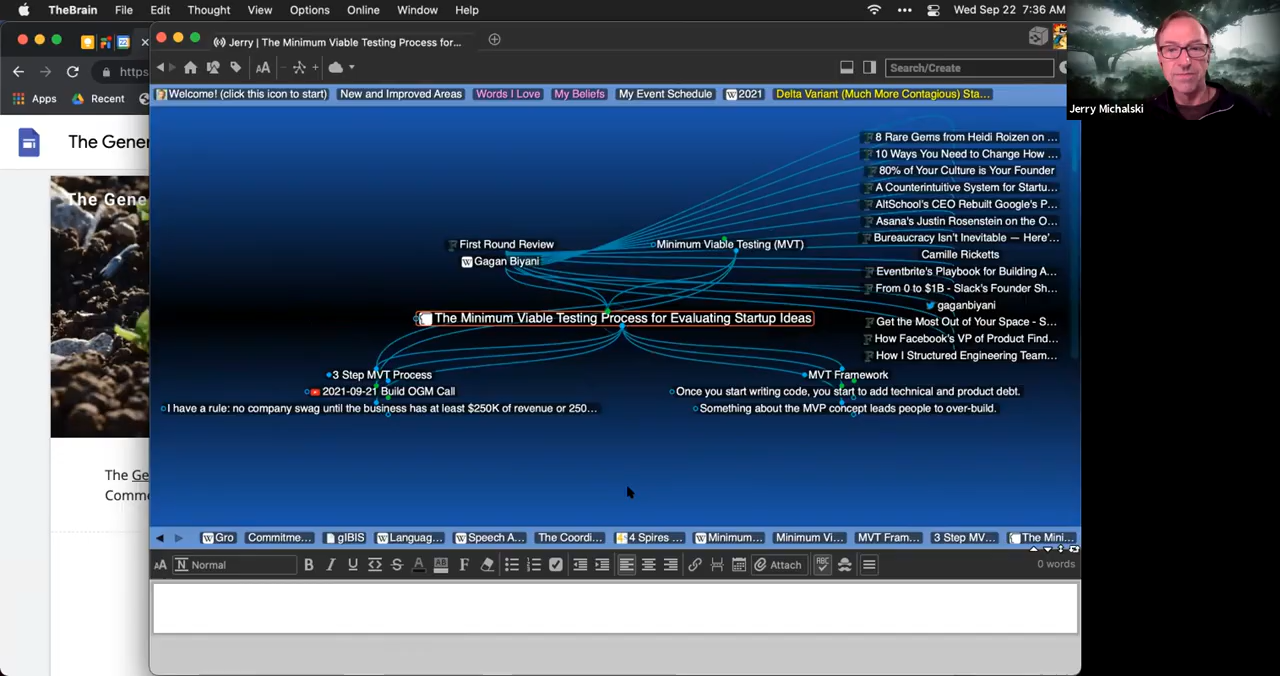 TheBrain File Edit Thought View Options Online Window Help Wed Sep 22 7:36 AM
Jerry | The Minimum Viable Testing Process for...
https
AA Search/Create
Apps Recent
Welcome! (click this icon to start) New and Improved Areas Words I Love My Beliefs My Event Schedule W 2021 Delta Variant (Much More Contagious) Sta...
Jerry Michalski
The Gener
The Gene
8 Rare Gems from Heidi Roizen on ...
10 Ways You Need to Change How ...
80% of Your Culture is Your Founder
A Counterintuitive System for Startu...
AltSchool's CEO Rebuilt Google's P...
Asana's Justin Rosenstein on the O...
Bureaucracy Isn't Inevitable — Here'...
Camille Ricketts
Eventbrite's Playbook for Building A...
From 0 to $1B - Slack's Founder Sh...
gaganbiyani
Get the Most Out of Your Space - S...
How Facebook's VP of Product Find...
How I Structured Engineering Team...
First Round Review
W Gagan Biyani
Minimum Viable Testing (MVT)
The Minimum Viable Testing Process for Evaluating Startup Ideas
3 Step MVT Process
2021-09-21 Build OGM Call
I have a rule: no company swag until the business has at least $250K of revenue or 250...
MVT Framework
Once you start writing code, you start to add technical and product debt.
Something about the MVP concept leads people to over-build.
The Ge
Comme
W Gro Commitme... gIBIS W Languag... W Speech A... The Coordi... 4 Spires ... W Minimum... Minimum Vi... MVT Fram... 3 Step MV... The Mini...
AA N Normal B I U S A AB F Attach ABC
0 words